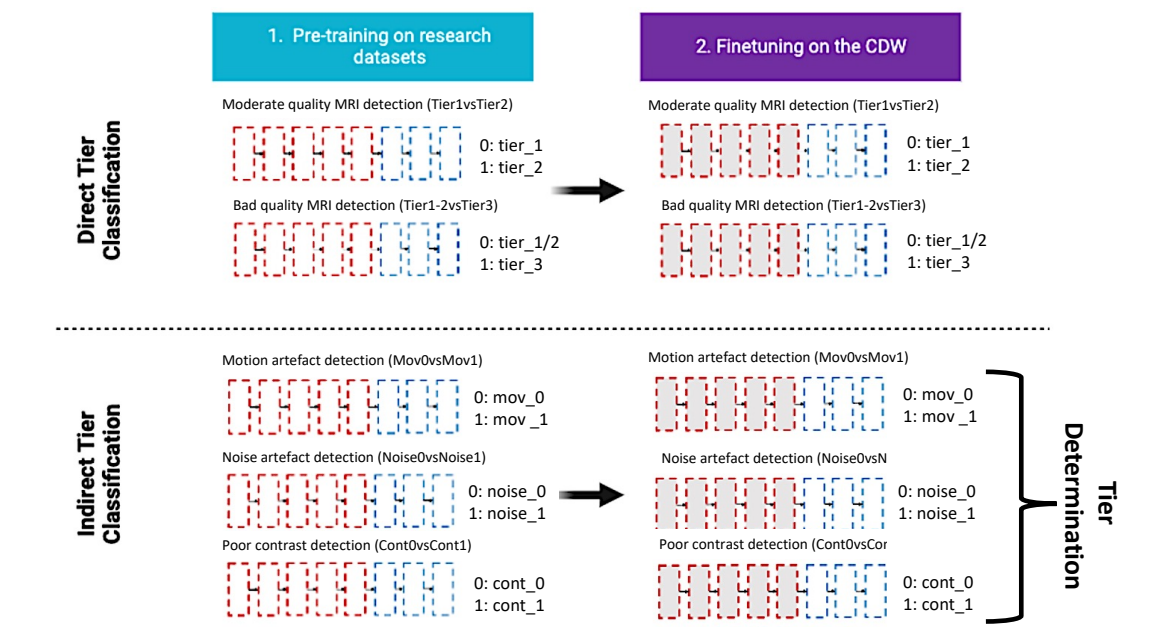 1. Pre-training on research
datasets
2. Finetuning on the CDW
Direct Tier
Classification
Moderate quality MRI detection (Tier1vsTier2)
0: tier_1
1: tier_2
Bad quality MRI detection (Tier1-2vsTier3)
0: tier_1/2
1: tier_3
Moderate quality MRI detection (Tier1vsTier2)
0: tier_1
1: tier_2
Bad quality MRI detection (Tier1-2vsTier3)
0: tier_1/2
1: tier_3
Indirect Tier
Classification
Motion artefact detection (Mov0vsMov1)
0: mov_0
1: mov _1
Noise artefact detection (Noise0vsNoise1)
0: noise_0
1: noise_1
Poor contrast detection (Cont0vsCont1)
0: cont_0
1: cont_1
Motion artefact detection (Mov0vsMov1)
0: mov_0
1: mov _1
Noise artefact detection (Noise0vsN
0: noise_0
1: noise_1
Poor contrast detection (Cont0vsCor
0: cont_0
1: cont_1
Tier
Determination